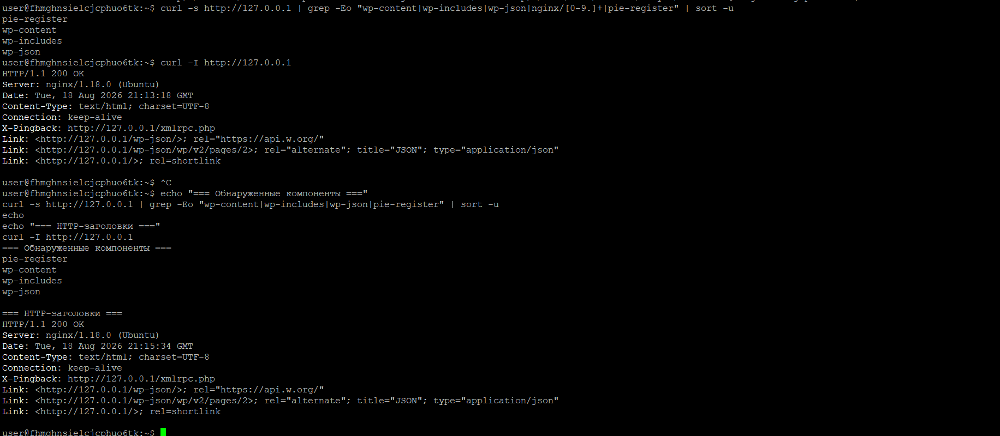 user@fhmghnsielcjcphuo6tk:~$ curl -s http://127.0.0.1 | grep -Eo "wp-content|wp-includes|wp-json|nginx/[0-9.]+|pie-register" | sort -u
pie-register
wp-content
wp-includes
wp-json
user@fhmghnsielcjcphuo6tk:~$ curl -I http://127.0.0.1
HTTP/1.1 200 OK
Server: nginx/1.18.0 (Ubuntu)
Date: Tue, 18 Aug 2026 21:13:18 GMT
Content-Type: text/html; charset=UTF-8
Connection: keep-alive
X-Pingback: http://127.0.0.1/xmlrpc.php
Link: <http://127.0.0.1/wp-json/>; rel="https://api.w.org/"
Link: <http://127.0.0.1/wp-json/wp/v2/pages/2>; rel="alternate"; title="JSON"; type="application/json"
Link: <http://127.0.0.1/>; rel=shortlink
user@fhmghnsielcjcphuo6tk:~$ ^C
user@fhmghnsielcjcphuo6tk:~$ echo "=== Обнаруженные компоненты ==="
curl -s http://127.0.0.1 | grep -Eo "wp-content|wp-includes|wp-json|pie-register" | sort -u
echo
echo "=== HTTP-заголовки ==="
curl -I http://127.0.0.1
=== Обнаруженные компоненты ===
pie-register
wp-content
wp-includes
wp-json
=== HTTP-заголовки ===
HTTP/1.1 200 OK
Server: nginx/1.18.0 (Ubuntu)
Date: Tue, 18 Aug 2026 21:15:34 GMT
Content-Type: text/html; charset=UTF-8
Connection: keep-alive
X-Pingback: http://127.0.0.1/xmlrpc.php
Link: <http://127.0.0.1/wp-json/>; rel="https://api.w.org/"
Link: <http://127.0.0.1/wp-json/wp/v2/pages/2>; rel="alternate"; title="JSON"; type="application/json"
Link: <http://127.0.0.1/>; rel=shortlink
user@fhmghnsielcjcphuo6tk:~$